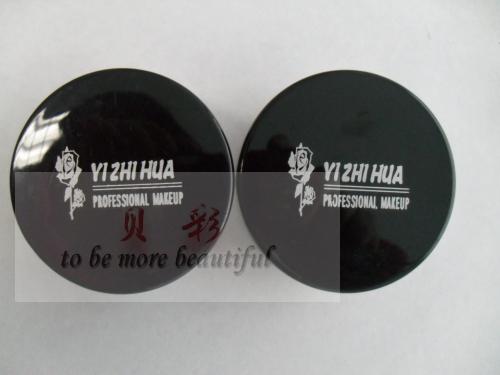 YI ZHI HUA
PROFESSIONAL MAKEUP
YI ZHI HUA
PROFESSIONAL MAKEUP
贝彩
to be more beautiful